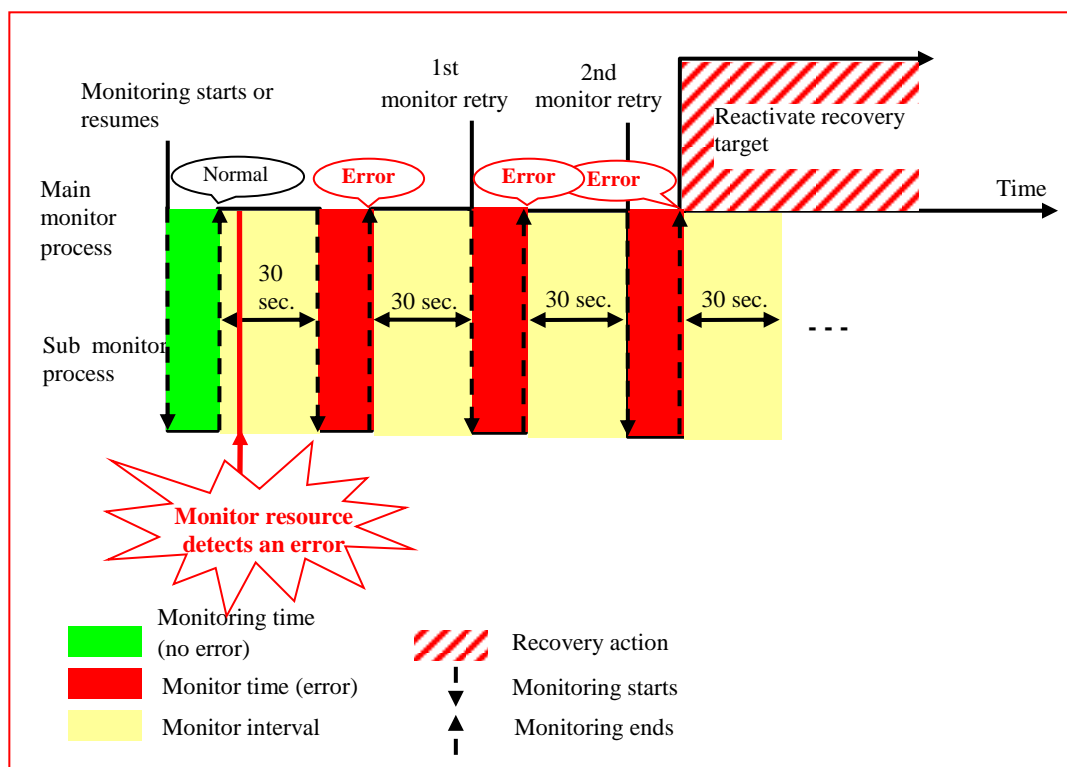 Monitoring starts or
resumes
1st
monitor retry
2nd
monitor retry
Reactivate recovery
target
Normal
Error
Error
Error
Time
Main
monitor
process
30
sec.
30 sec.
30 sec.
30 sec.
- - -
Sub monitor
process
Monitor resource
detects an error
Monitoring time
(no error)
Monitor time (error)
Monitor interval
Recovery action
Monitoring starts
Monitoring ends